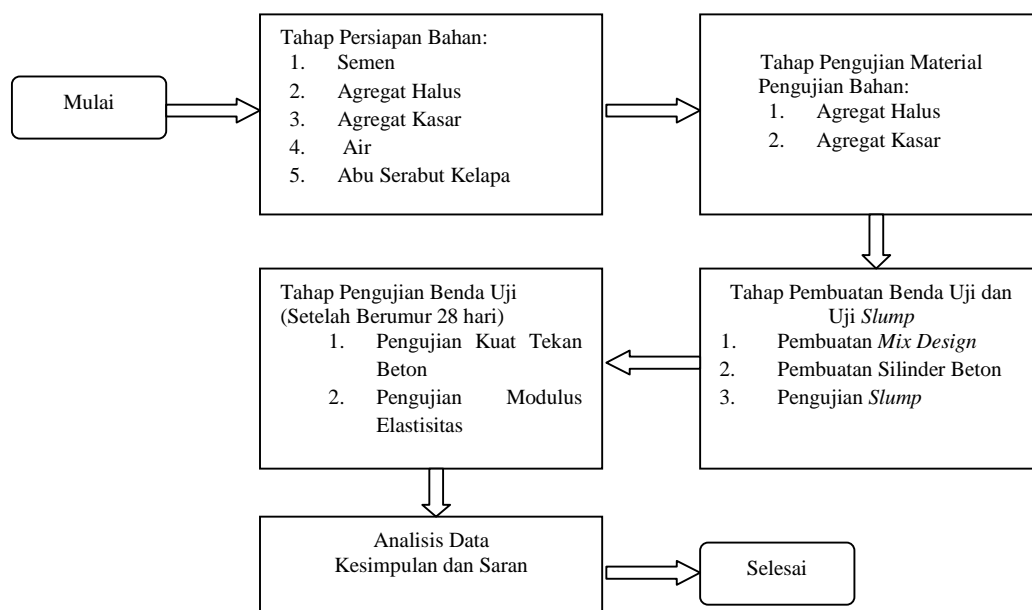 Mulai
Tahap Persiapan Bahan:
1. Semen
2. Agregat Halus
3. Agregat Kasar
4. Air
5. Abu Serabut Kelapa
Tahap Pengujian Material
Pengujian Bahan:
1. Agregat Halus
2. Agregat Kasar
Tahap Pembuatan Benda Uji dan
Uji Slump
1. Pembuatan Mix Design
2. Pembuatan Silinder Beton
3. Pengujian Slump
Tahap Pengujian Benda Uji
(Setelah Berumur 28 hari)
1. Pengujian Kuat Tekan
Beton
2. Pengujian Modulus
Elastisitas
Analisis Data
Kesimpulan dan Saran
Selesai